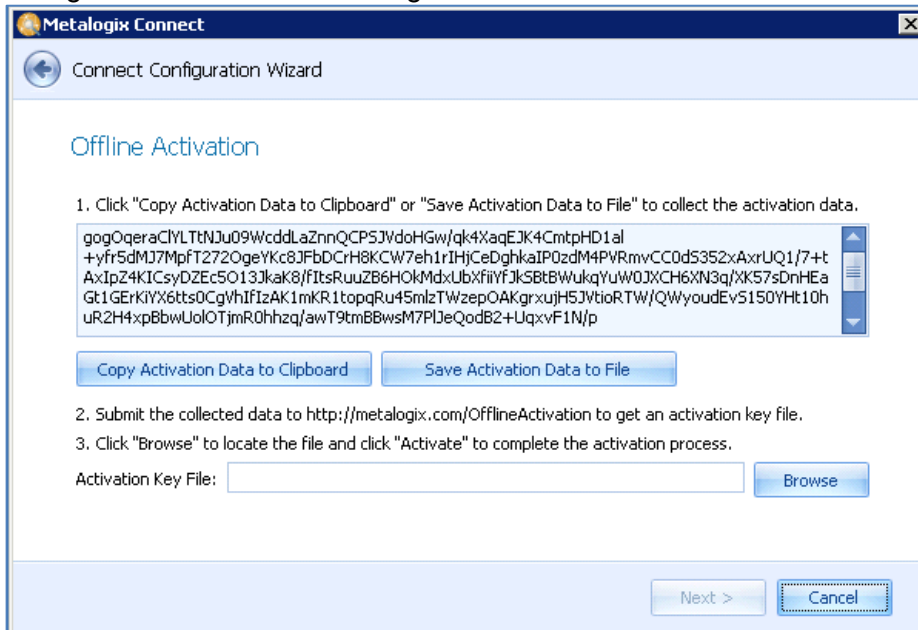 Metalogix Connect
Connect Configuration Wizard
Offline Activation
1. Click "Copy Activation Data to Clipboard" or "Save Activation Data to File" to collect the activation data.
gogOqeraClYLTtNJu09WcddLaZnnQCPSJVdoHGw/qk4XaqEJK4CmtpHD1al
+yfr5dMJ7MpfT272OgeYKc8JFbDCrH8KCW7eh1rIHjCeDghkaIP0zdM4PVRmvCC0dS352xAxrUQ1/7+t
AxIpZ4KICsyDZEc5O13JkaK8/fItsRuuZB6HOkMdxUbXfiiYfJkSBtBWukqYuW0JXCH6XN3q/XK57sDnHEa
Gt1GErKiYX6tts0CgVhIfIzAK1mKR1topqRu45mlzTWzepOAKgrxujH5JVtioRTW/QWyoudEvS150YHt10h
uR2H4xpBbwUolOTjmR0hhzq/awT9tmBBwsM7PlJeQodB2+UqxvF1N/p
Copy Activation Data to Clipboard
Save Activation Data to File
2. Submit the collected data to http://metalogix.com/OfflineActivation to get an activation key file.
3. Click "Browse" to locate the file and click "Activate" to complete the activation process.
Activation Key File:
Browse
Next >
Cancel